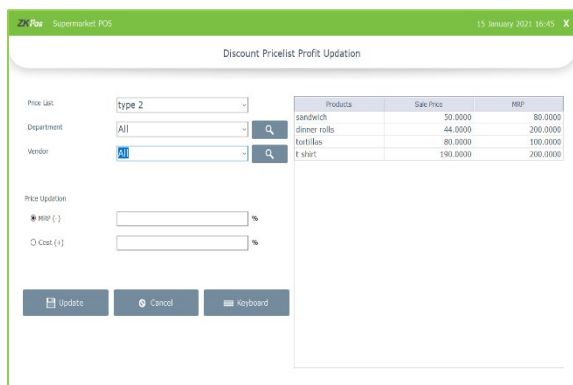 ZKPos Supermarket POS 15 January 2021 16:45 X
Discount Pricelist Profit Updation
Price List type 2
Department All
Vendor All
Price Updation
MRP (-) %
Cost (+) %
Update Cancel Keyboard
Products Sale Price MRP
sandwich 50.0000 80.0000
dinner rolls 44.0000 200.0000
tortillas 80.0000 100.0000
t shirt 190.0000 200.0000